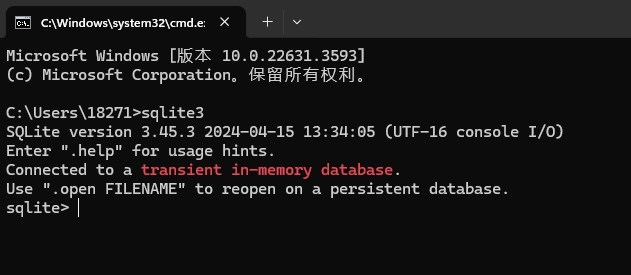 C:\Windows\system32\cmd.e
Microsoft Windows [版本 10.0.22631.3593]
(c) Microsoft Corporation。保留所有权利。
C:\Users\18271>sqlite3
SQLite version 3.45.3 2024-04-15 13:34:05 (UTF-16 console I/O)
Enter ".help" for usage hints.
Connected to a transient in-memory database.
Use ".open FILENAME" to reopen on a persistent database.
sqlite>